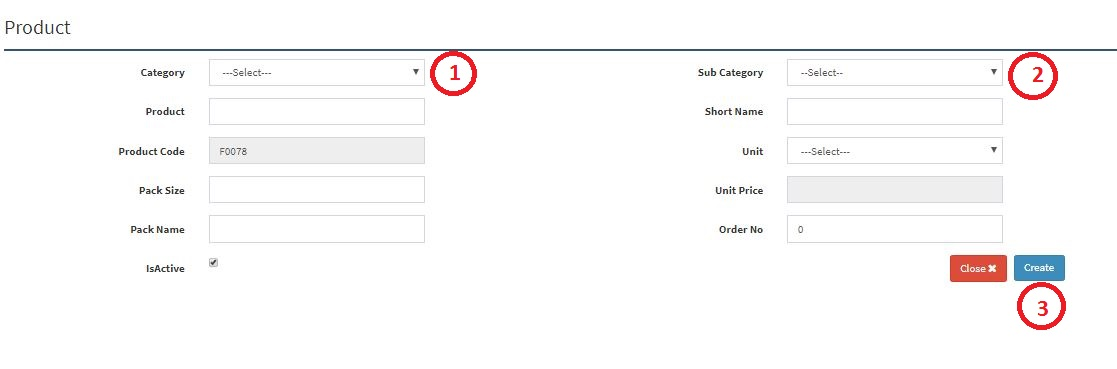 Product
Category ---Select--- 1 Sub Category --Select-- 2
Product Short Name
Product Code F0078 Unit ---Select---
Pack Size Unit Price
Pack Name Order No 0
IsActive Close ✖ Create
3